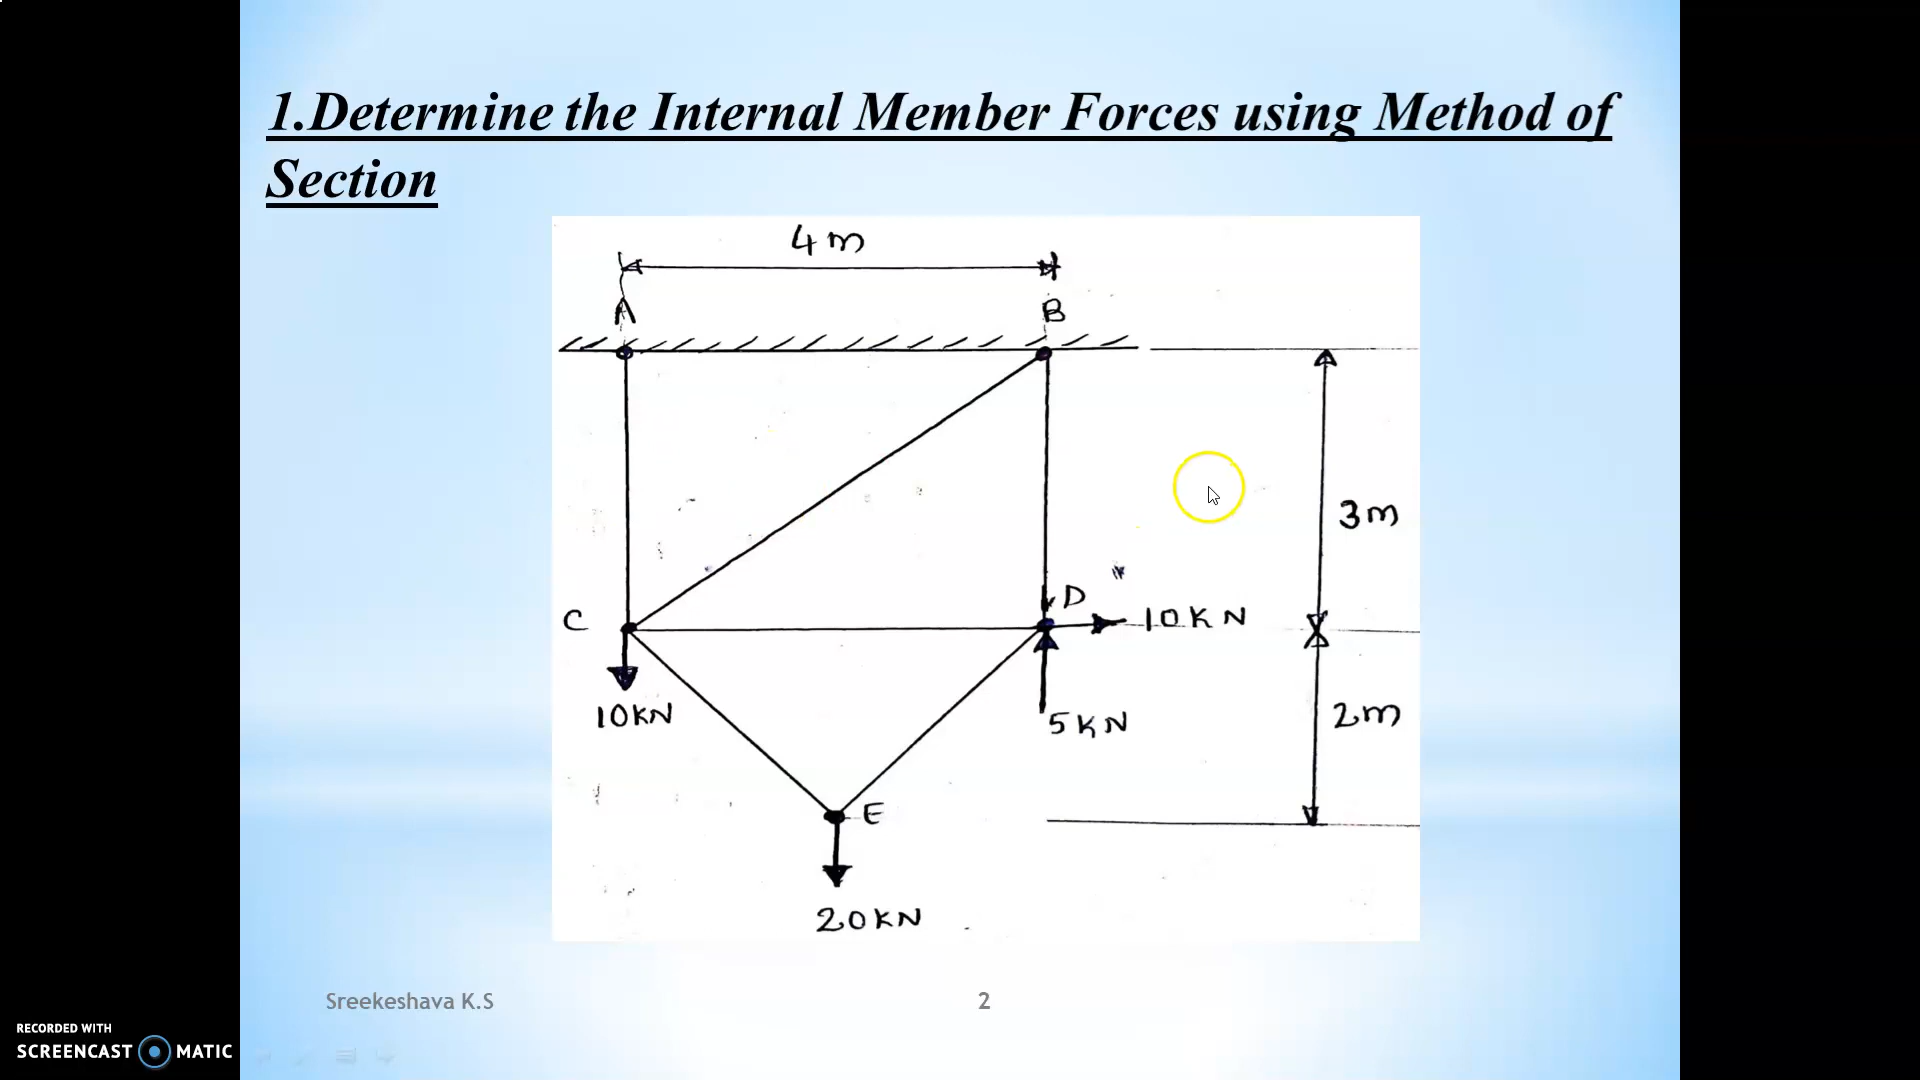 1.Determine the Internal Member Forces using Method of
Section
4m
A
B
3m
D
C
10KN
10KN
5KN
2m
E
20KN
Sreekeshava K.S
2
RECORDED WITH
SCREENCAST MATIC